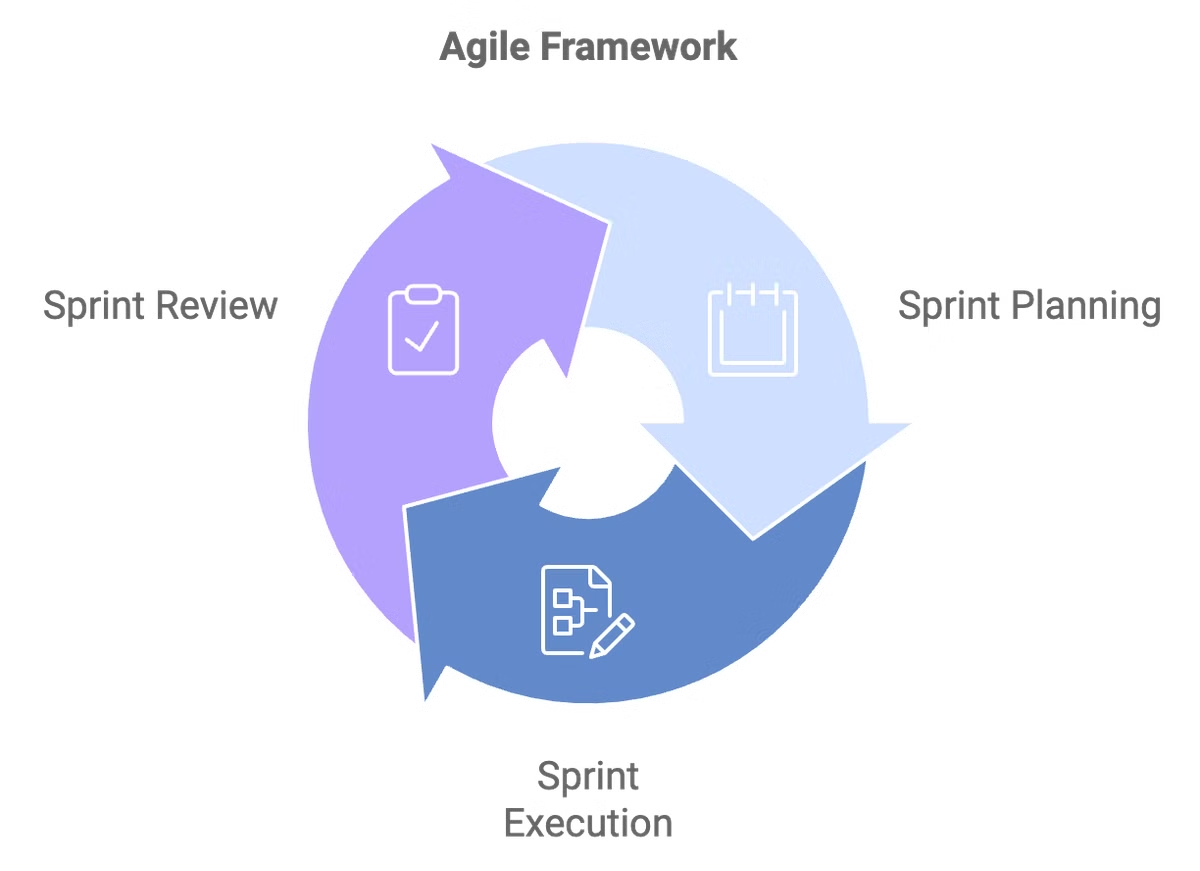 Agile Framework
Sprint Review
Sprint Planning
Sprint
Execution